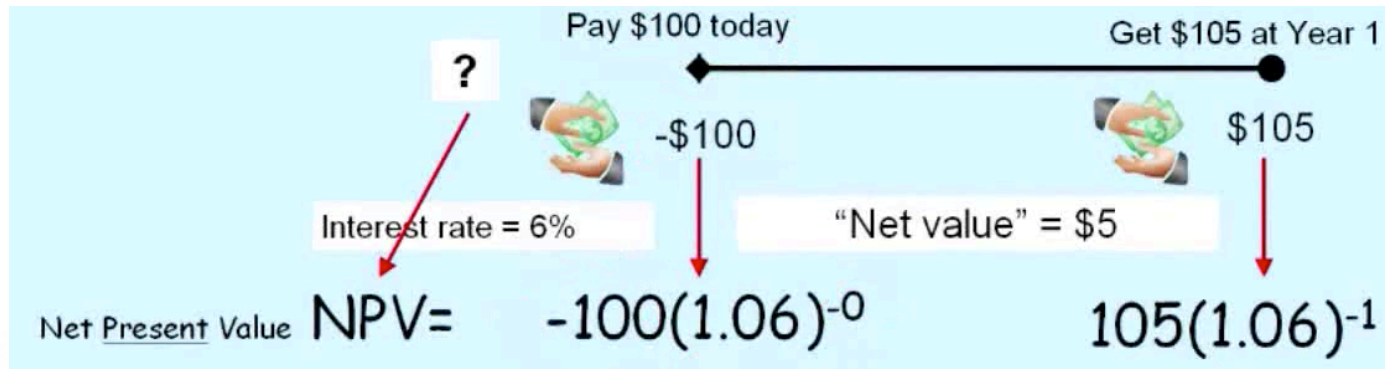 Pay $100 today
Get $105 at Year 1
?
-$100
$105
Interest rate = 6%
“Net value” = $5
Net Present Value NPV= -100(1.06)⁻⁰ 105(1.06)⁻¹